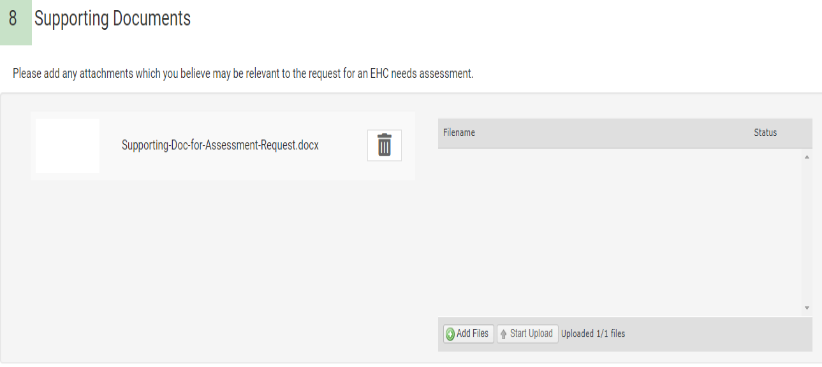 8 Supporting Documents
Please add any attachments which you believe may be relevant to the request for an EHC needs assessment.
Supporting-Doc-for-Assessment-Request.docx
Filename Status
Add Files Start Upload Uploaded 1/1 files